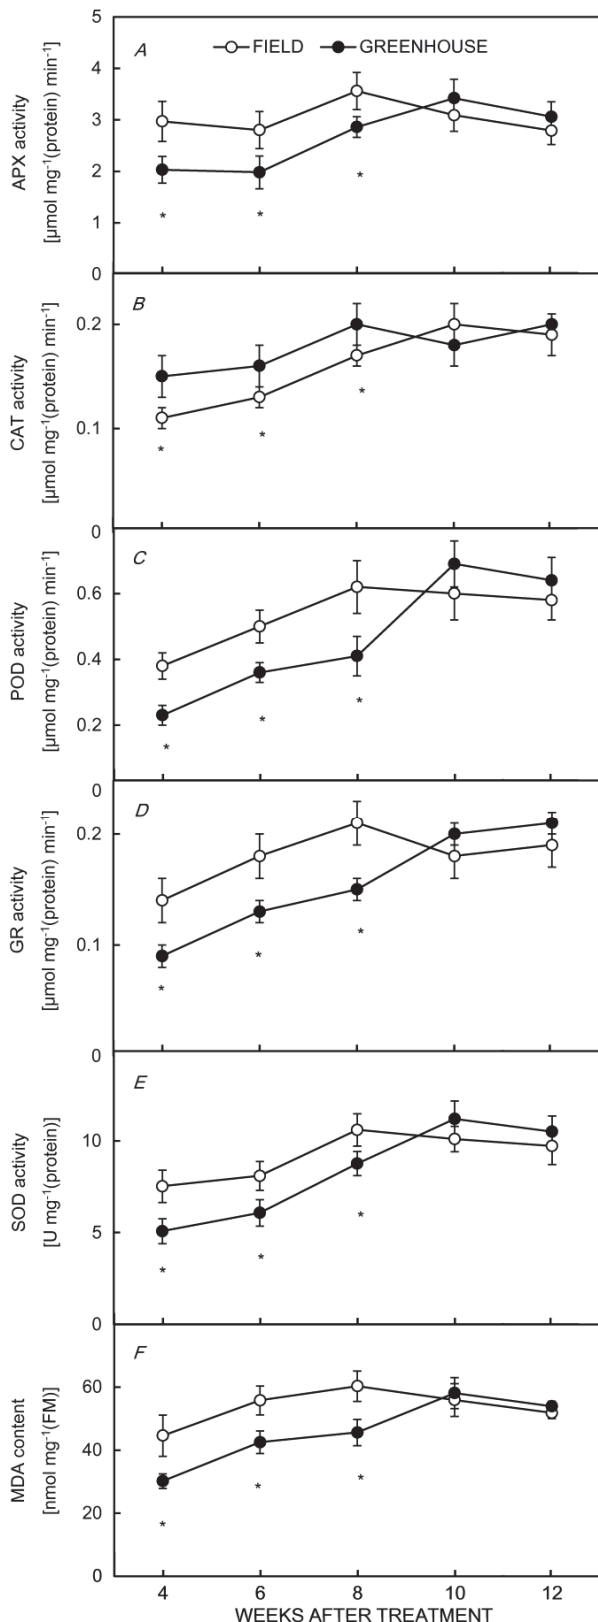 A
FIELD GREENHOUSE
APX activity
[μmol mg⁻¹(protein) min⁻¹]
5
4
3
2
1
0
* * *
B
CAT activity
[μmol mg⁻¹(protein) min⁻¹]
0.2
0.1
0
* * *
C
POD activity
[μmol mg⁻¹(protein) min⁻¹]
0.6
0.4
0.2
0
* * *
D
GR activity
[μmol mg⁻¹(protein) min⁻¹]
0.2
0.1
0
* * *
E
SOD activity
[U mg⁻¹(protein)]
10
5
0
* * *
F
MDA content
[nmol mg⁻¹(FM)]
60
40
20
0
* * *
4 6 8 10 12
WEEKS AFTER TREATMENT